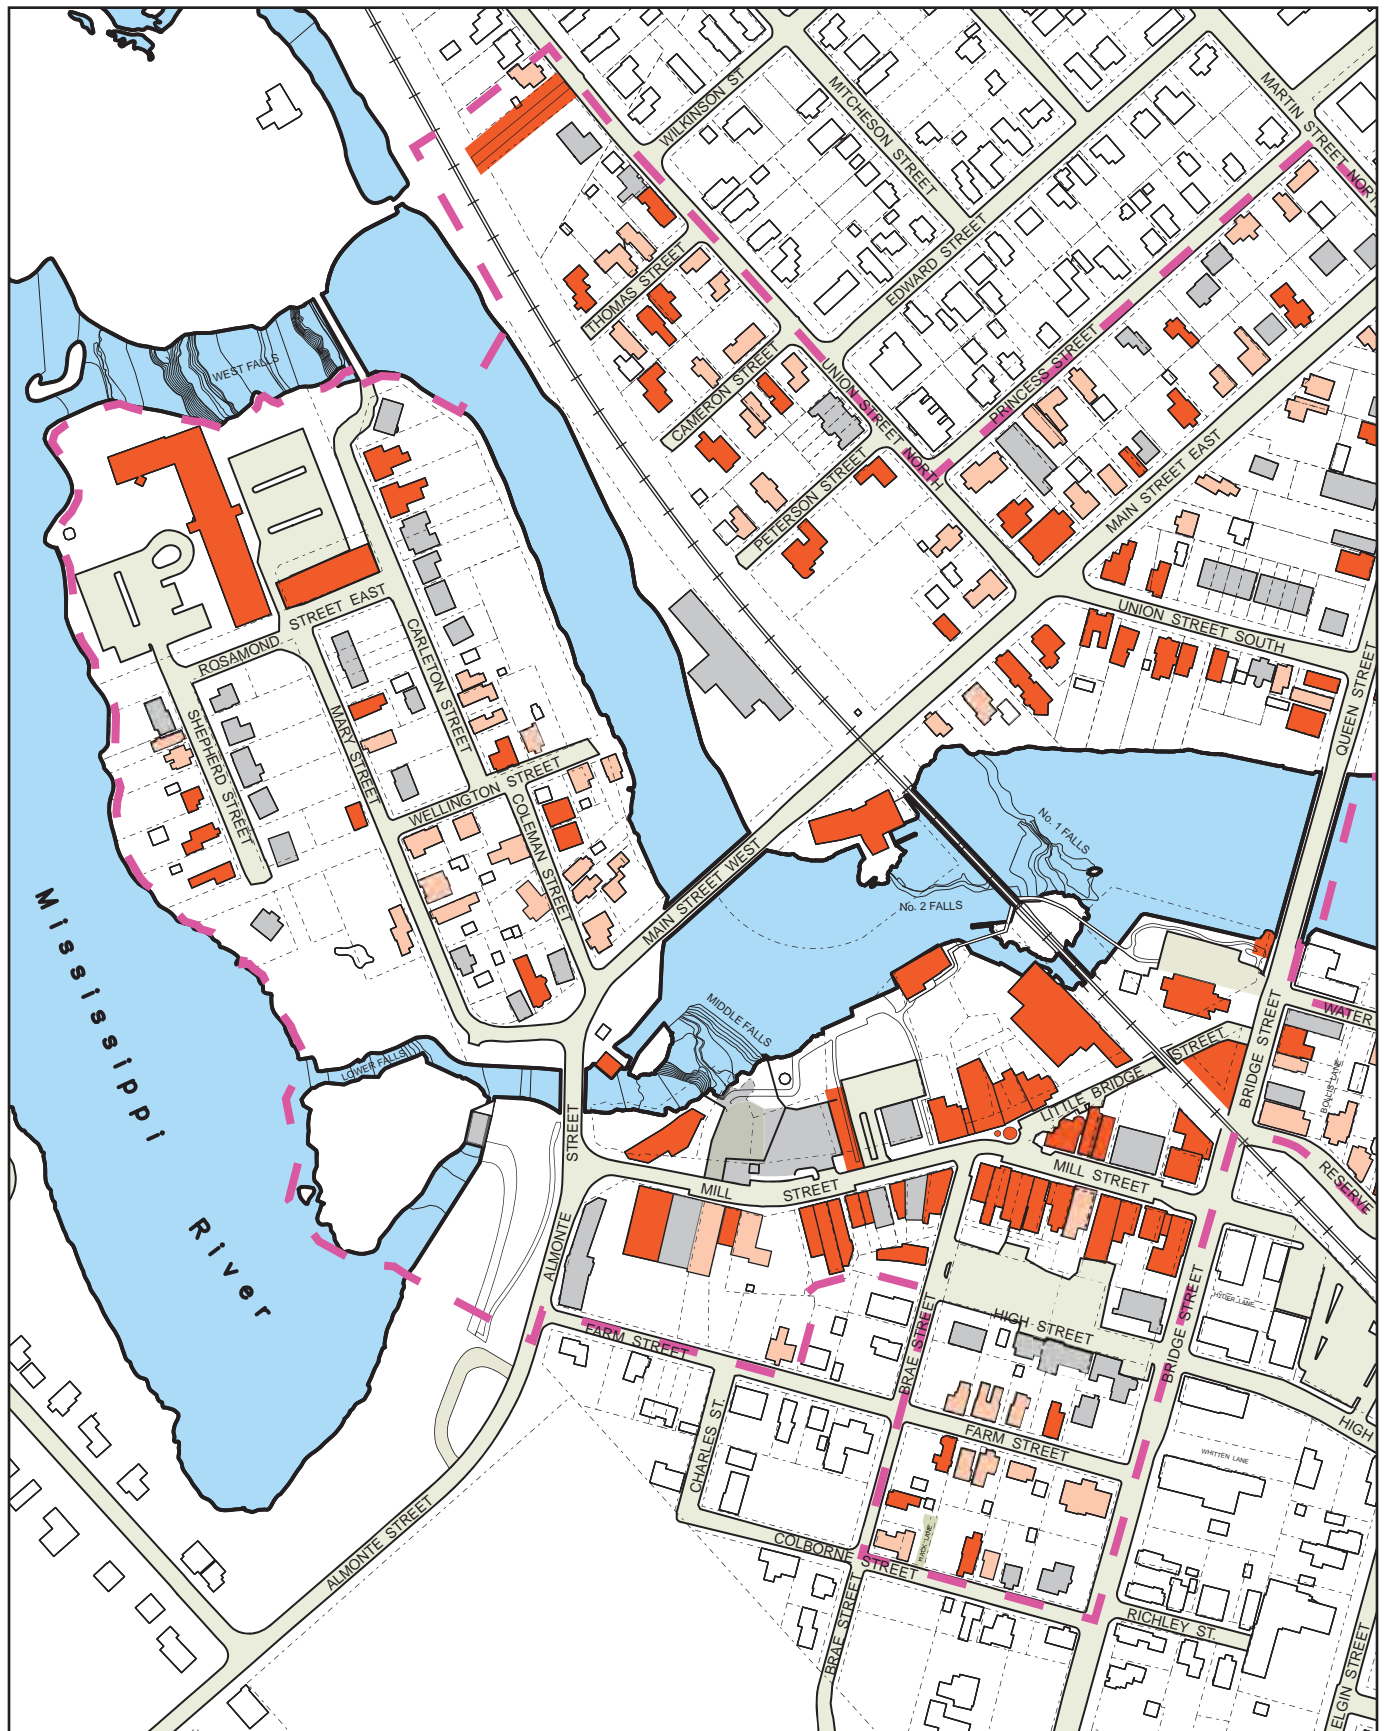 WILKINSON ST
MITCHESON STREET
MARTIN STREET NORT
EDWARD STREET
THOMAS STREET
WEST FALLS
CAMERON STREET
UNION STREET NORTH
PRINCESS STREET
PETERSON STREET
MAIN STREET EAST
ROSAMOND STREET EAST
CARLETON STREET
UNION STREET SOUTH
QUEEN STREET
SHEPHERD STREET
MARY STREET
WELLINGTON STREET
COLEMAN STREET
MAIN STREET WEST
No. 1 FALLS
No. 2 FALLS
MIDDLE FALLS
LOWER FALLS
Mississippi
River
WATER
BRIDGE STREET
LITTLE BRIDGE STREET
BOLLIS LANE
MILL STREET
MILL STREET
RESERVE
ALMONTE STREET
HYDER LANE
HIGH STREET
BRIDGE STREET
FARM STREET
BRAE STREET
CHARLES ST.
FARM STREET
HIGH
WHITTEN LANE
COLBORNE STREET
ALMONTE STREET
BRAE STREET
RICHLEY ST.
ELGIN STREET